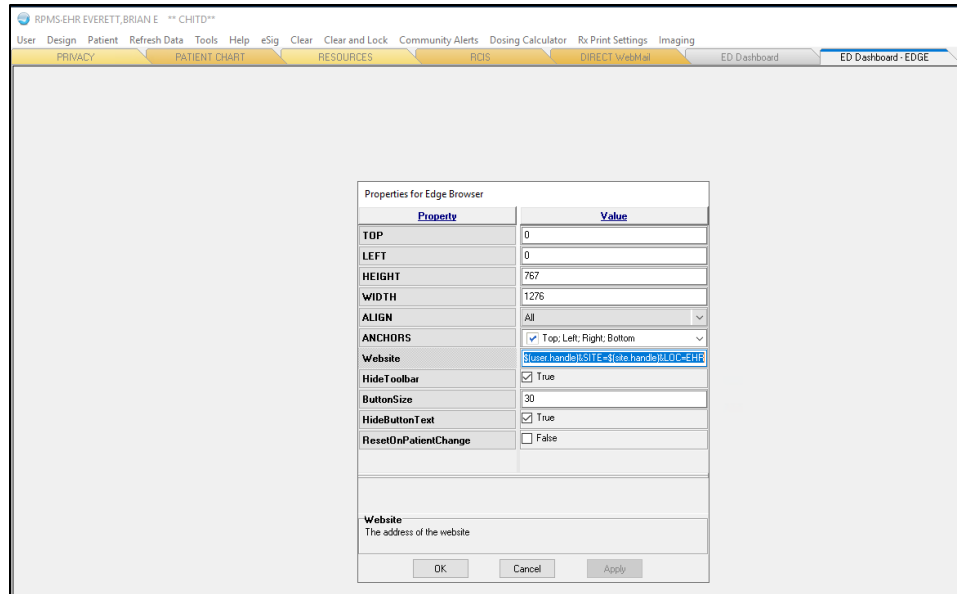 RPMS-EHR EVERETT,BRIAN E ** CHITD**
User Design Patient Refresh Data Tools Help eSig Clear Clear and Lock Community Alerts Dosing Calculator Rx Print Settings Imaging
PRIVACY PATIENT CHART RESOURCES RCIS DIRECT WebMail ED Dashboard ED Dashboard - EDGE
Properties for Edge Browser
Property Value
TOP 0
LEFT 0
HEIGHT 767
WIDTH 1276
ALIGN All
ANCHORS Top; Left; Right; Bottom
Website $(user.handle)&SITE=$(site.handle)&LOC=EHR
HideToolbar True
ButtonSize 30
HideButtonText True
ResetOnPatientChange False
Website
The address of the website
OK Cancel Apply